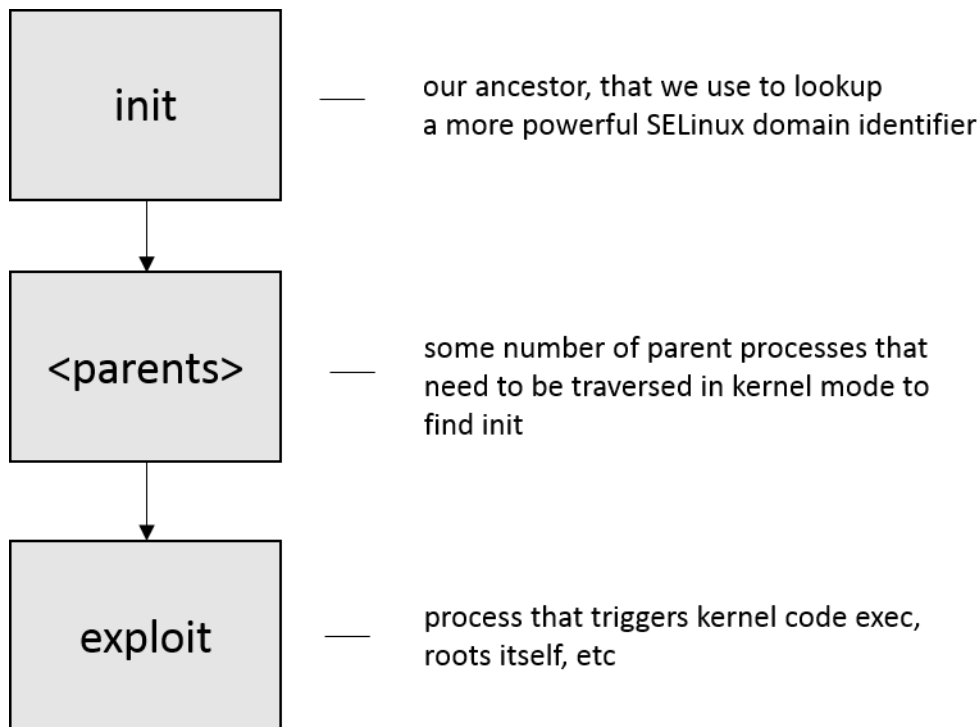 init
our ancestor, that we use to lookup
a more powerful SELinux domain identifier
<parents>
some number of parent processes that
need to be traversed in kernel mode to
find init
exploit
process that triggers kernel code exec,
roots itself, etc